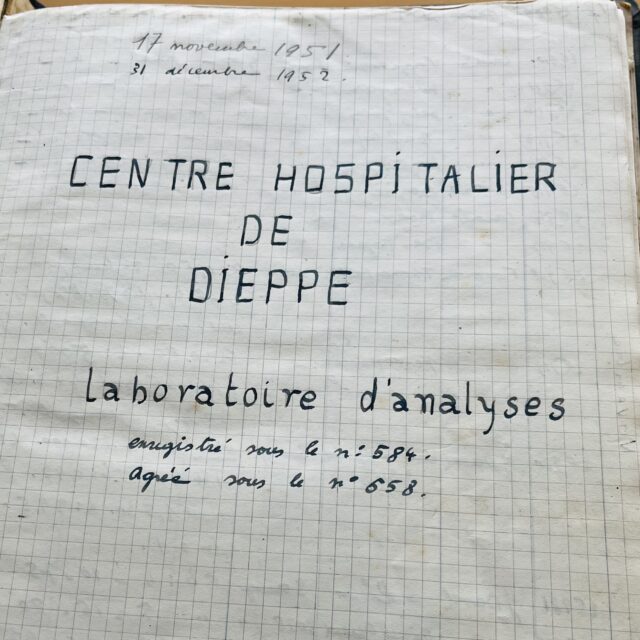 17 novembre 1951.
31 décembre 1952.
CENTRE HOSPITALIER
DE
DIEPPE
Laboratoire d'analyses
enregistré sous le n° 584.
Agréé sous le n° 658.